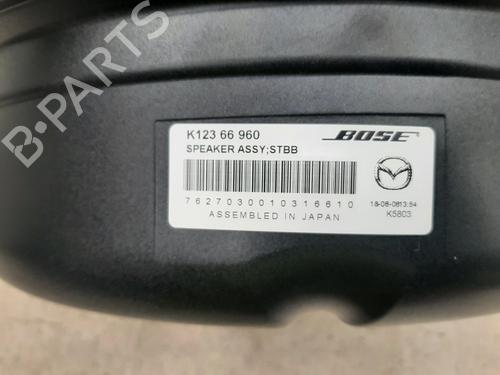 K123 66 960
BOSE
SPEAKER ASSY;STBB
7627030010316610
18-08-0813:54
ASSEMBLED IN JAPAN
K5803
B-PARTS